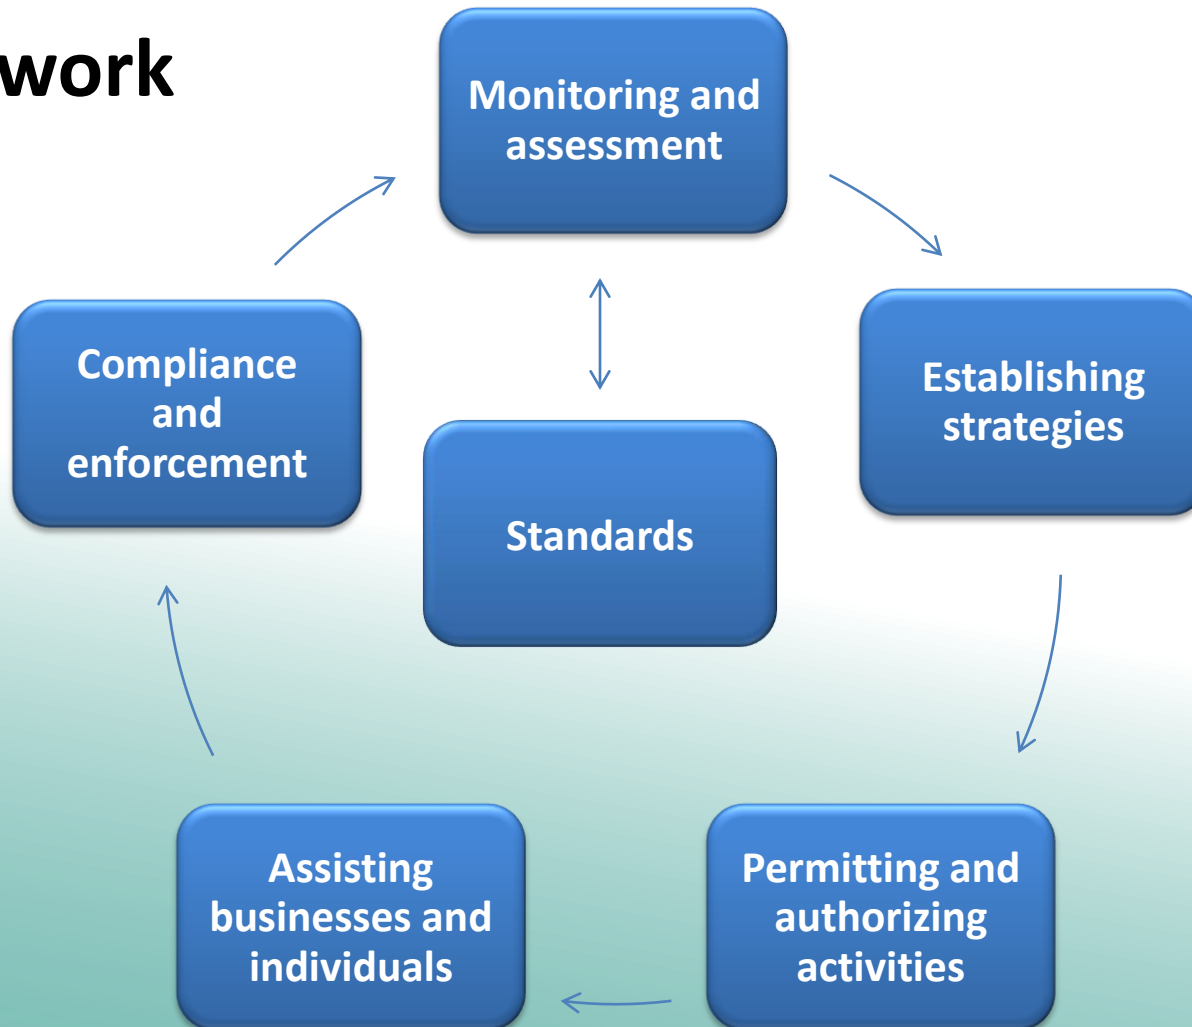 work
Monitoring and
assessment
Compliance
and
enforcement
Establishing
strategies
Standards
Assisting
businesses and
individuals
Permitting and
authorizing
activities